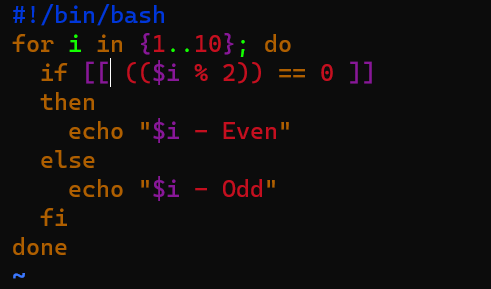 #!/bin/bash
for i in {1..10}; do
  if [[ (($i % 2)) == 0 ]]
  then
    echo "$i - Even"
  else
    echo "$i - Odd"
  fi
done
~